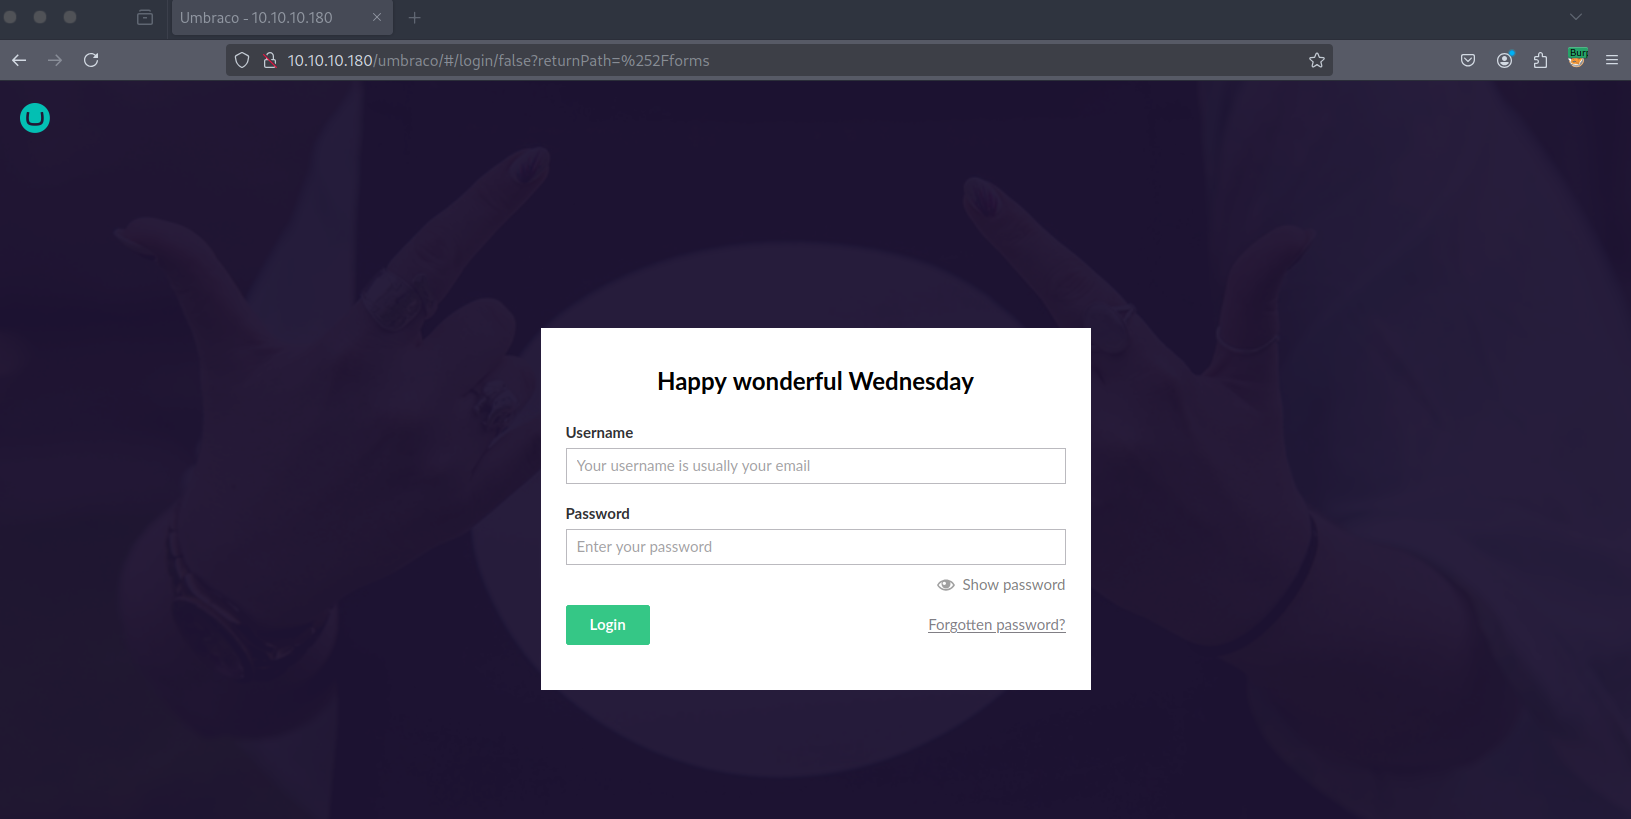 Umbraco - 10.10.10.180
10.10.10.180/umbraco/#/login/false?returnPath=%252Fforms
Happy wonderful Wednesday
Username
Your username is usually your email
Password
Enter your password
Show password
Login
Forgotten password?